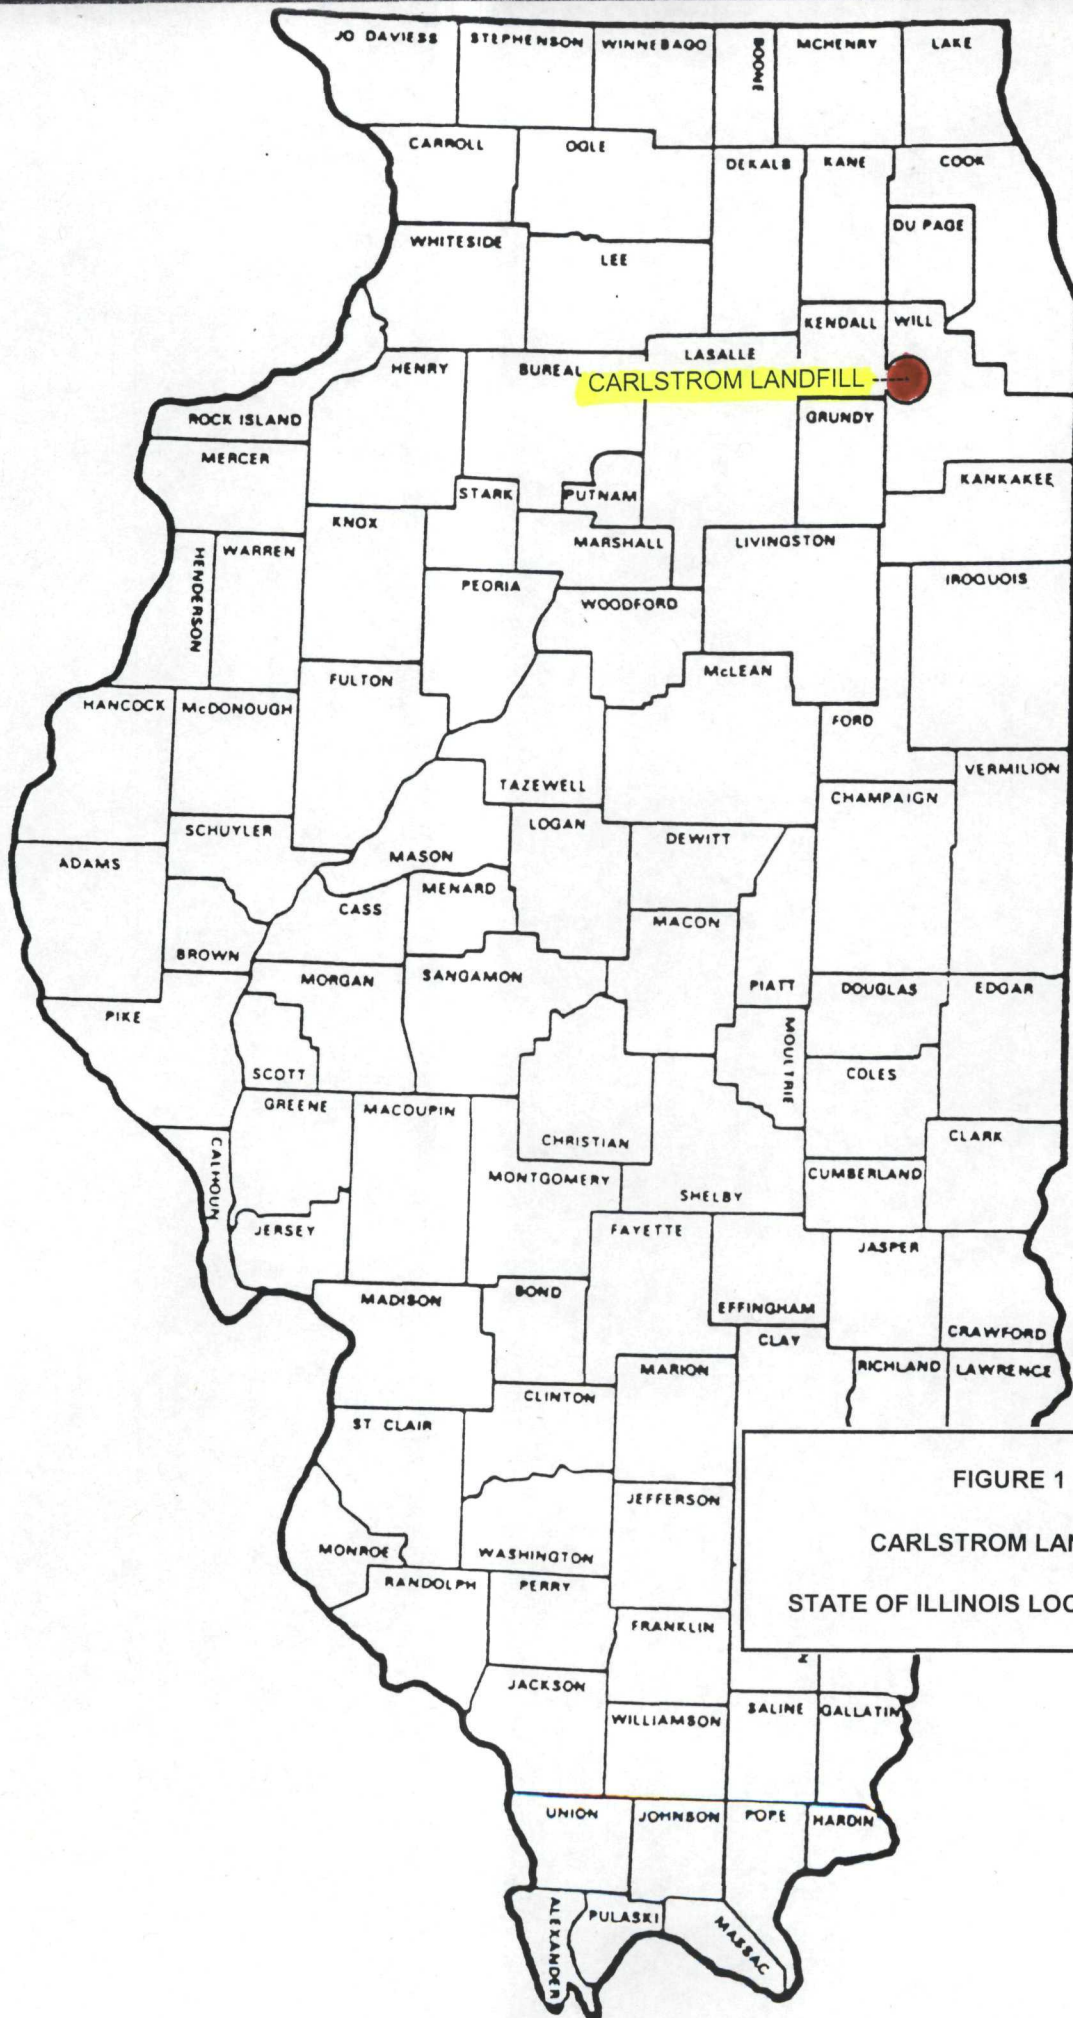 JO DAVIESS
STEPHENSON
WINNEBAGO
BOONE
MCHENRY
LAKE
CARROLL
OGLE
DEKALB
KANE
COOK
DU PAGE
WHITESIDE
LEE
KENDALL
WILL
HENRY
BUREAU
LASALLE
CARLSTROM LANDFILL
ROCK ISLAND
GRUNDY
MERCER
STARK
PUTNAM
KANKAKEE
KNOX
MARSHALL
LIVINGSTON
HENDERSON
WARREN
PEORIA
WOODFORD
IROQUOIS
HANCOCK
McDONOUGH
FULTON
McLEAN
FORD
TAZEWELL
VERMILION
CHAMPAIGN
SCHUYLER
LOGAN
DEWITT
ADAMS
MASON
MENARD
CASS
MACON
BROWN
MORGAN
SANGAMON
PIATT
DOUGLAS
EDGAR
PIKE
SCOTT
MOULTRIE
COLES
GREENE
MACOUPIN
CHRISTIAN
CLARK
CALHOUN
MONTGOMERY
SHELBY
CUMBERLAND
JERSEY
FAYETTE
JASPER
MADISON
BOND
EFFINGHAM
CRAWFORD
CLAY
MARION
RICHLAND
LAWRENCE
CLINTON
ST CLAIR
JEFFERSON
MONROE
WASHINGTON
RANDOLPH
PERRY
FRANKLIN
FIGURE 1
CARLSTROM LAN
STATE OF ILLINOIS LOC
JACKSON
WILLIAMSON
SALINE
GALLATIN
UNION
JOHNSON
POPE
HARDIN
ALEXANDER
PULASKI
MASSAC